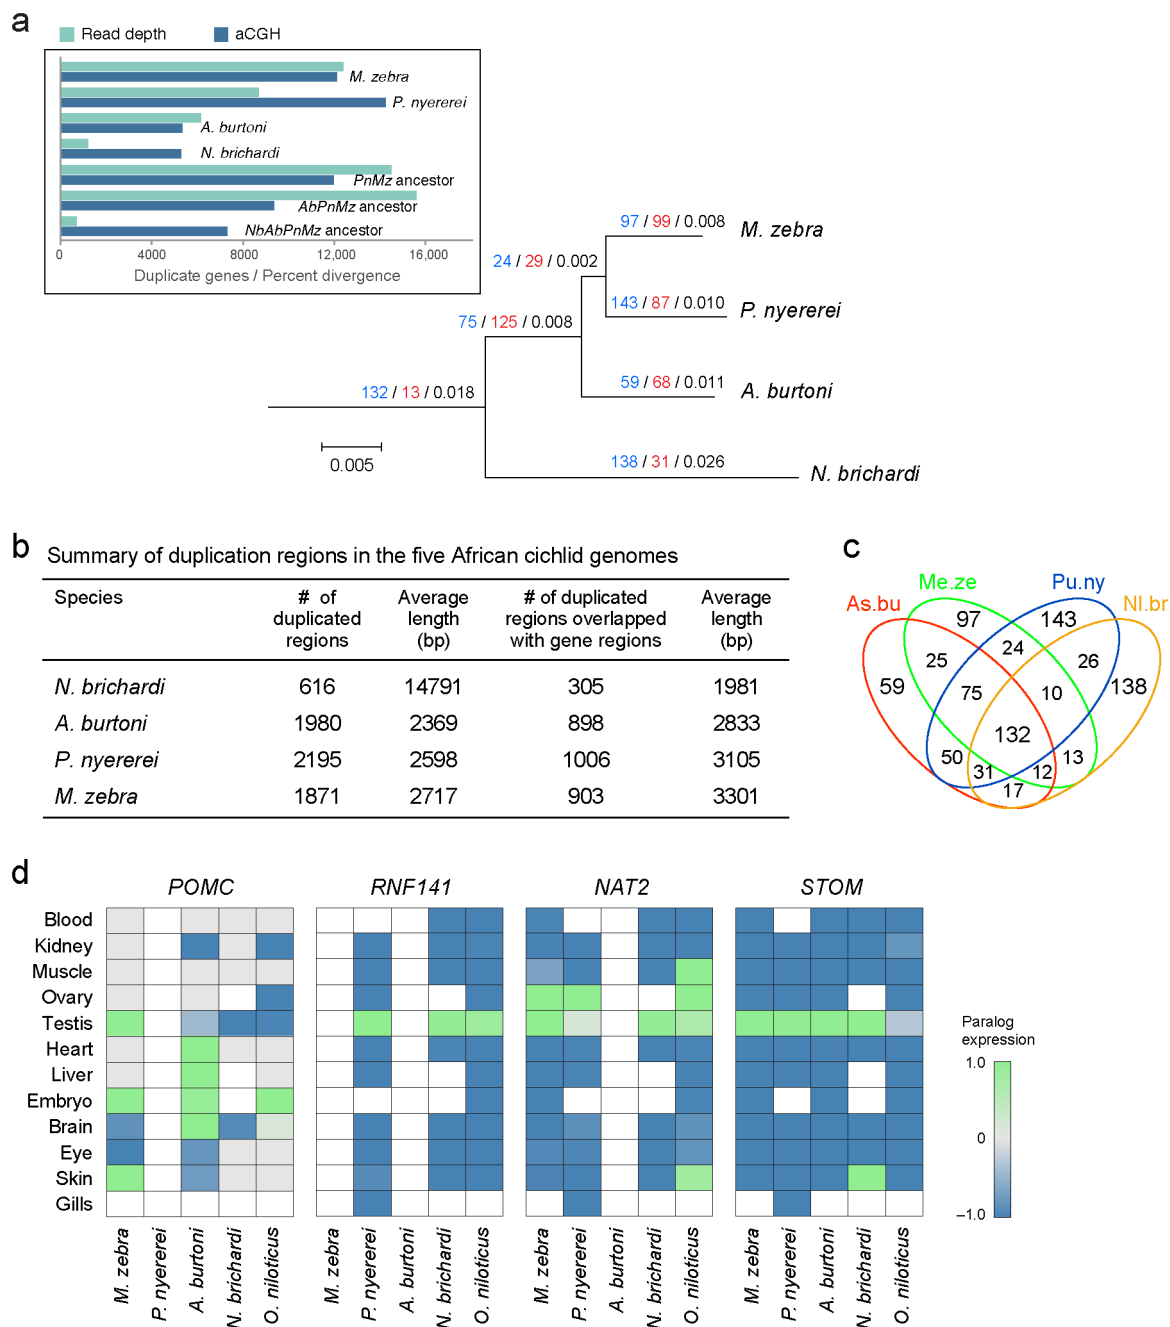 a
Read depth aCGH
M. zebra
P. nyererei
A. burtoni
N. brichardi
PnMz ancestor
AbPnMz ancestor
NbAbPnMz ancestor
0 4000 8000 12,000 16,000
Duplicate genes / Percent divergence
97 / 99 / 0.008
M. zebra
24 / 29 / 0.002
143 / 87 / 0.010
P. nyererei
75 / 125 / 0.008
59 / 68 / 0.011
A. burtoni
132 / 13 / 0.018
0.005
138 / 31 / 0.026
N. brichardi
b
Summary of duplication regions in the five African cichlid genomes
Species # of duplicated regions Average length (bp) # of duplicated regions overlapped with gene regions Average length (bp)
N. brichardi 616 14791 305 1981
A. burtoni 1980 2369 898 2833
P. nyererei 2195 2598 1006 3105
M. zebra 1871 2717 903 3301
c
Me.ze Pu.ny
As.bu Nl.br
97 143
24
25 26
59 75 10 138
132
50 31 12 13
17
d
POMC RNF141 NAT2 STOM
Blood
Kidney
Muscle
Ovary
Testis
Heart
Liver
Embryo
Brain
Eye
Skin
Gills
Paralog
expression
1.0
0
–1.0
M. zebra P. nyererei A. burtoni N. brichardi O. niloticus M. zebra P. nyererei A. burtoni N. brichardi O. niloticus M. zebra P. nyererei A. burtoni N. brichardi O. niloticus M. zebra P. nyererei A. burtoni N. brichardi O. niloticus